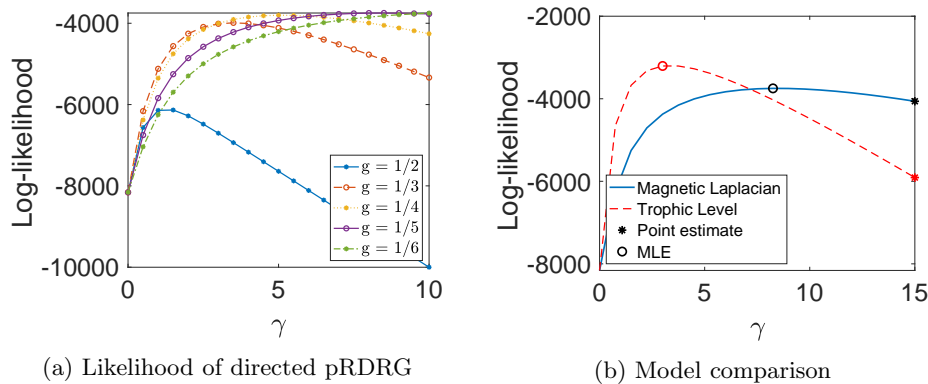 -4000
-6000
-8000
-10000
Log-likelihood
0
5
10
γ
g = 1/2
g = 1/3
g = 1/4
g = 1/5
g = 1/6
(a) Likelihood of directed pRDRG
-2000
-4000
-6000
-8000
Log-likelihood
0
5
10
15
γ
Magnetic Laplacian
Trophic Level
Point estimate
MLE
(b) Model comparison